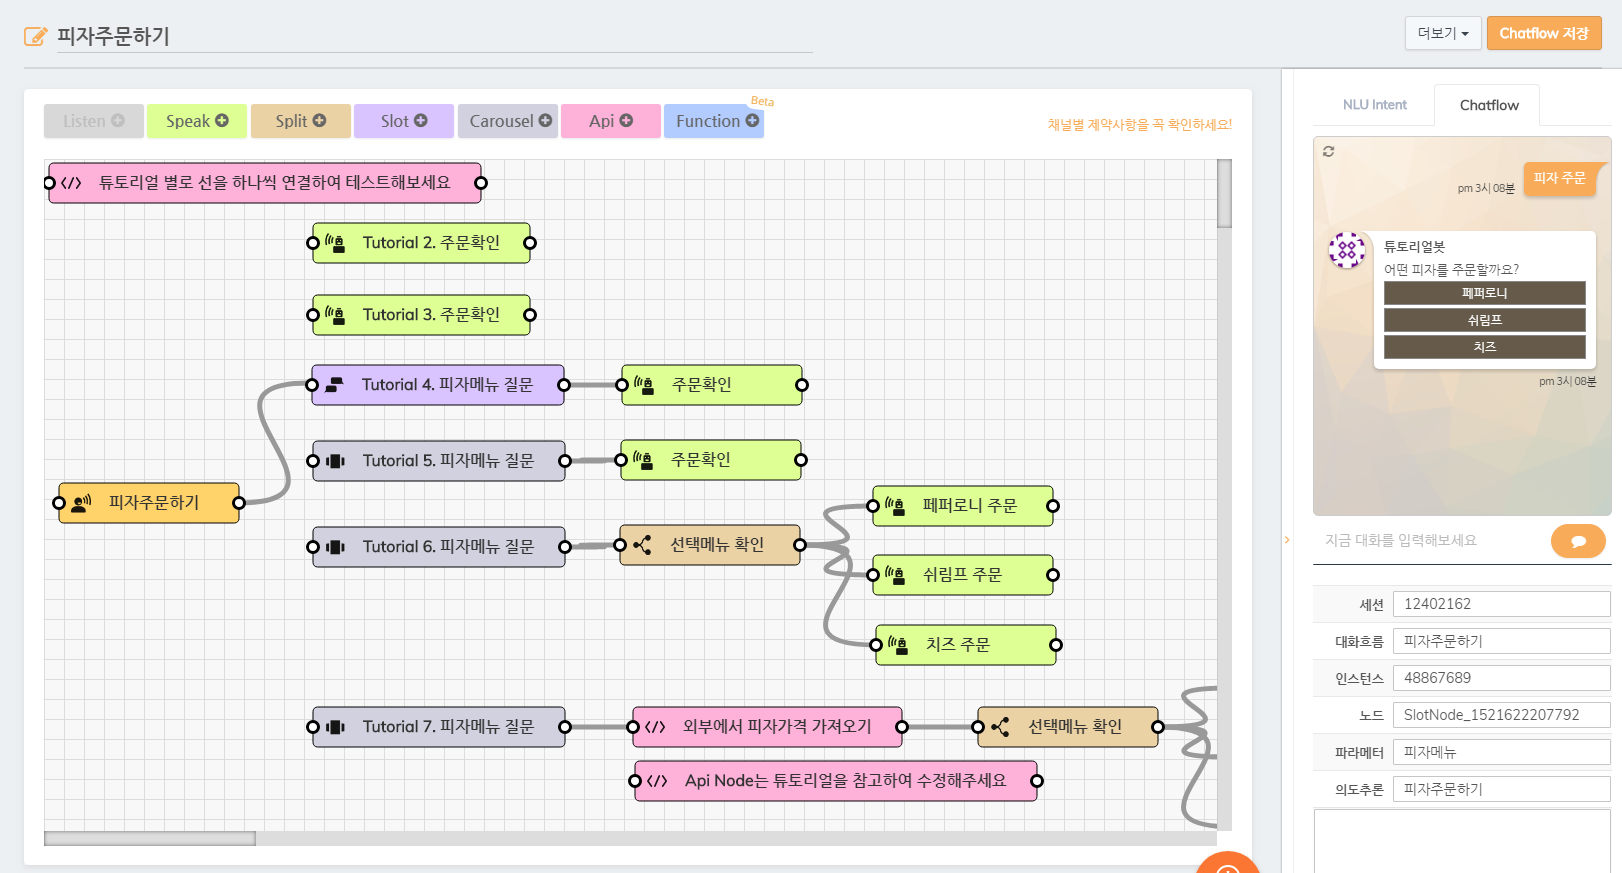 피자주문하기
더보기
Chatflow 저장
Listen
Speak
Split
Slot
Carousel
Api
Function
Beta
채널별 제약사항을 꼭 확인하세요!
튜토리얼 별로 선을 하나씩 연결하여 테스트해보세요
Tutorial 2. 주문확인
Tutorial 3. 주문확인
Tutorial 4. 피자메뉴 질문
주문확인
Tutorial 5. 피자메뉴 질문
주문확인
피자주문하기
Tutorial 6. 피자메뉴 질문
선택메뉴 확인
페퍼로니 주문
쉬림프 주문
치즈 주문
Tutorial 7. 피자메뉴 질문
외부에서 피자가격 가져오기
선택메뉴 확인
Api Node는 튜토리얼을 참고하여 수정해주세요
NLU Intent
Chatflow
피자 주문
pm 3시 08분
튜토리얼봇
어떤 피자를 주문할까요?
페퍼로니
쉬림프
치즈
pm 3시 08분
지금 대화를 입력해보세요
세션 12402162
대화흐름 피자주문하기
인스턴스 48867689
노드 SlotNode_1521622207792
파라메터 피자메뉴
의도추론 피자주문하기